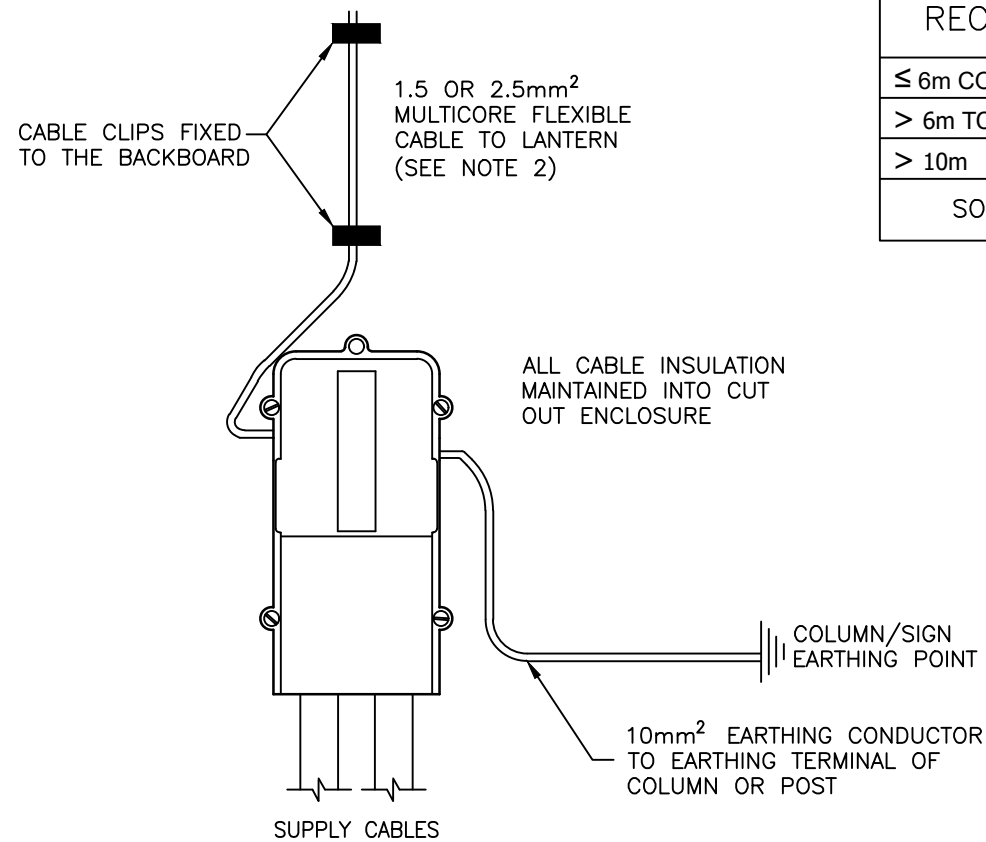 REC
≤ 6m CO
> 6m TO
> 10m
SO
1.5 OR 2.5mm²
MULTICORE FLEXIBLE
CABLE TO LANTERN
(SEE NOTE 2)
CABLE CLIPS FIXED
TO THE BACKBOARD
ALL CABLE INSULATION
MAINTAINED INTO CUT
OUT ENCLOSURE
COLUMN/SIGN
EARTHING POINT
10mm² EARTHING CONDUCTOR
TO EARTHING TERMINAL OF
COLUMN OR POST
SUPPLY CABLES